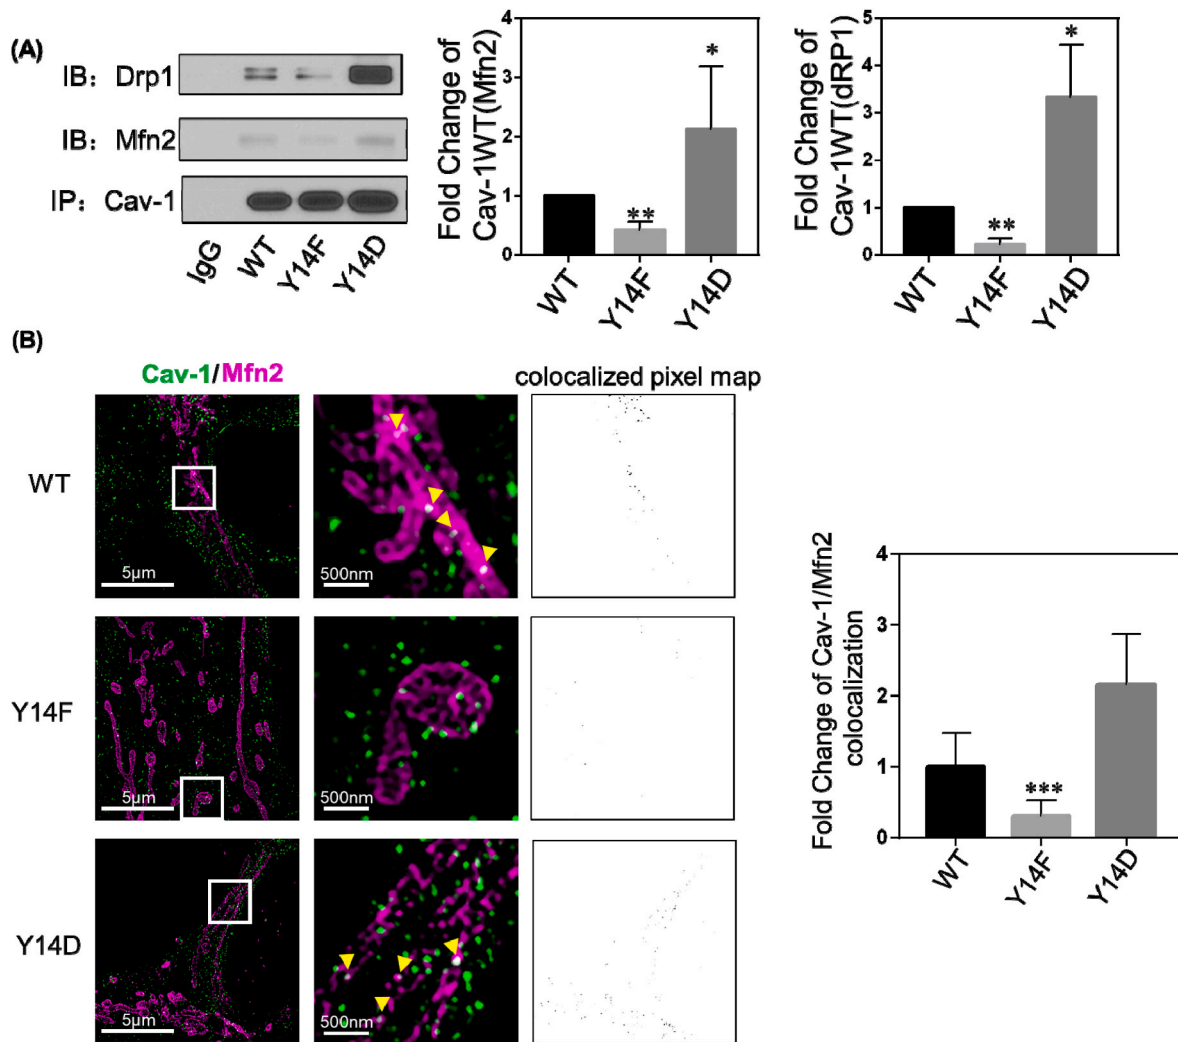 (A)
IB: Drp1
IB: Mfn2
IP: Cav-1
IgG
WT
Y14F
Y14D
Fold Change of
Cav-1WT(Mfn2)
4
3
2
1
0
**
*
WT
Y14F
Y14D
Fold Change of
Cav-1WT(dRP1)
5
4
3
2
1
0
**
*
WT
Y14F
Y14D
(B)
Cav-1/Mfn2
colocalized pixel map
WT
5μm
500nm
Y14F
5μm
500nm
Y14D
5μm
500nm
Fold Change of Cav-1/Mfn2
colocalization
4
3
2
1
0
***
WT
Y14F
Y14D